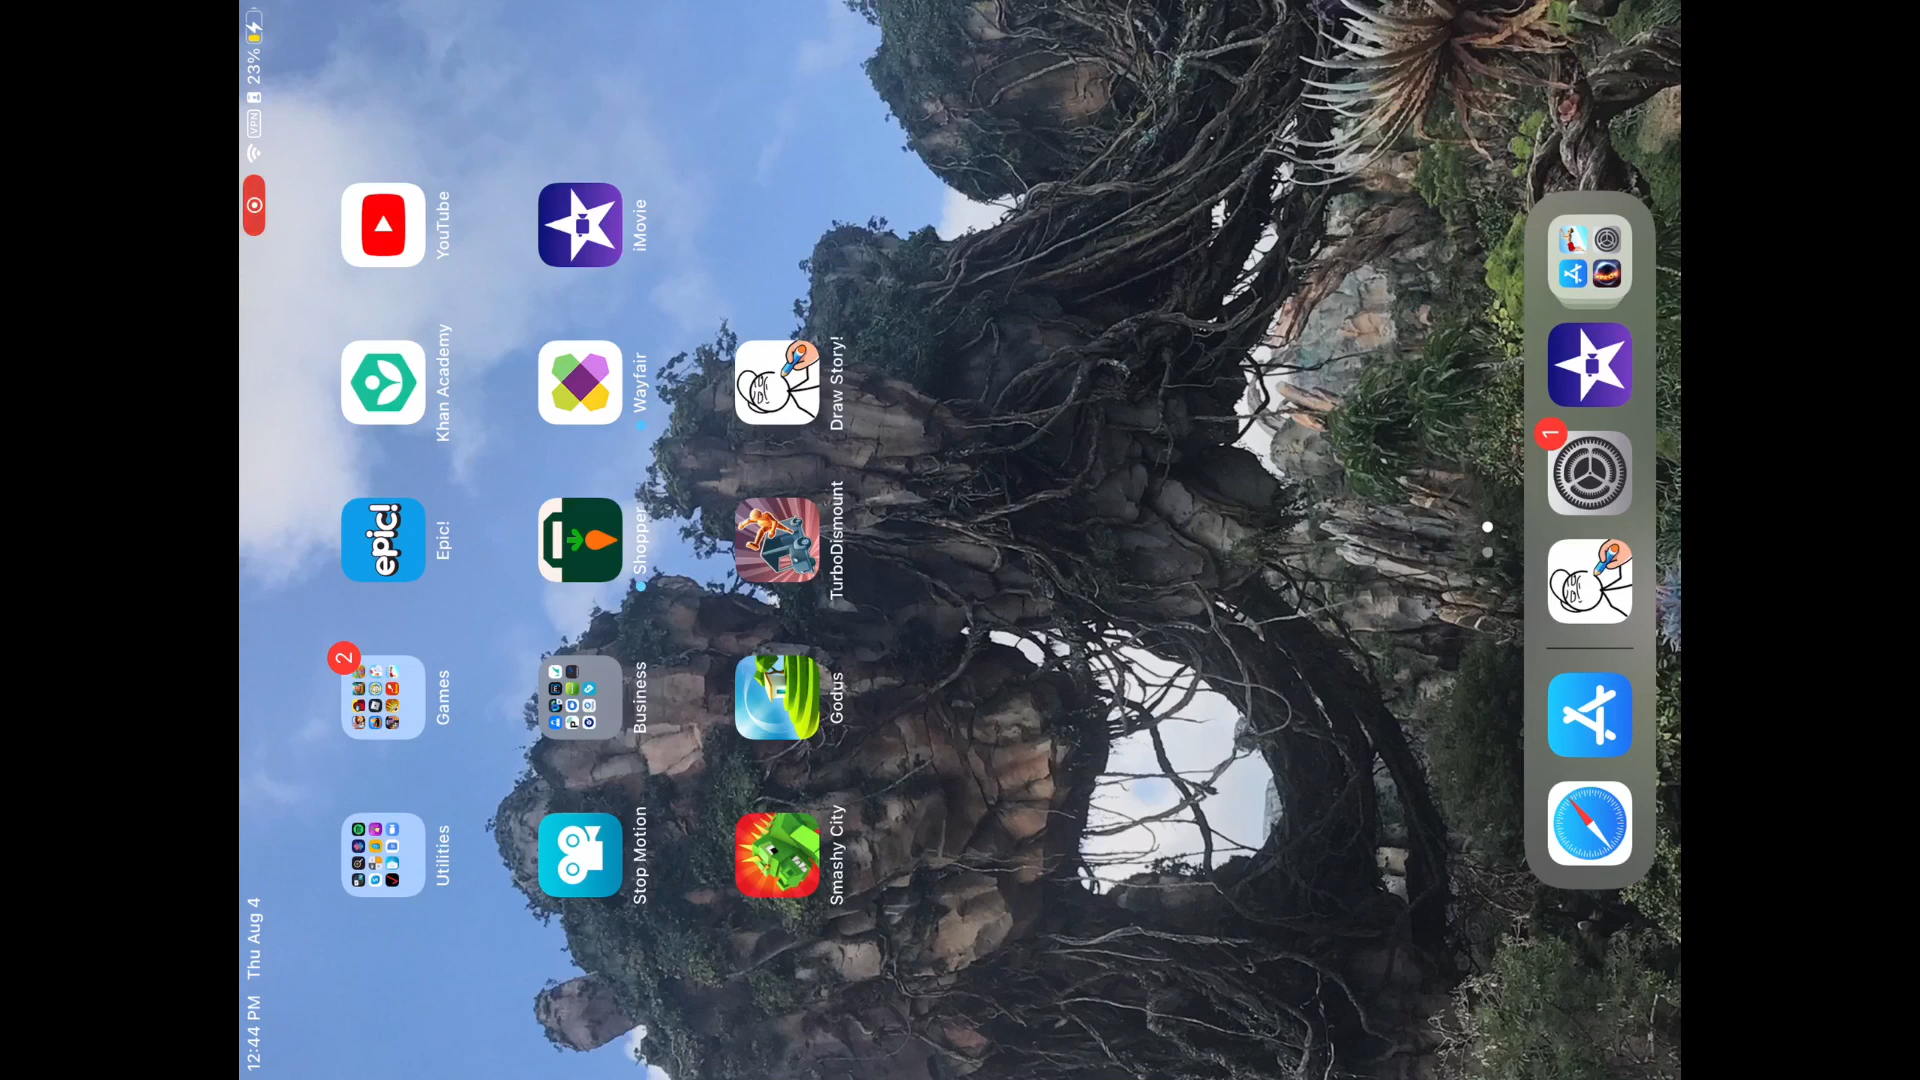 12:44 PM Thu Aug 4
VPN 23%
Utilities
2
Games
epic!
Epic!
Khan Academy
YouTube
Stop Motion
Business
Shopper
Wayfair
iMovie
Smashy City
Godus
TurboDismount
Draw Story!
1